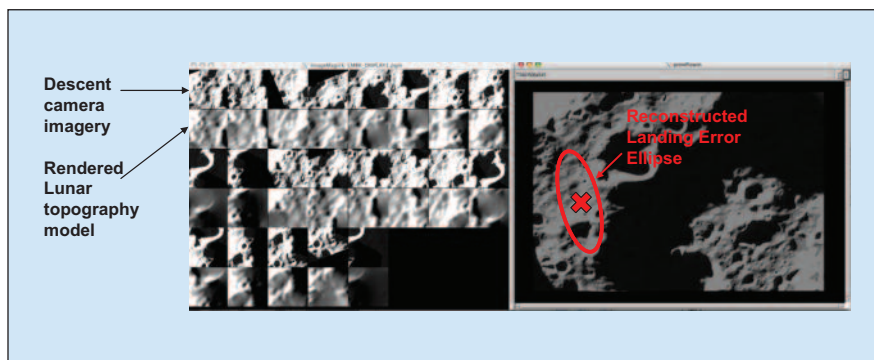 Descent
camera
imagery
Rendered
Lunar
topography
model
Reconstructed
Landing Error
Ellipse